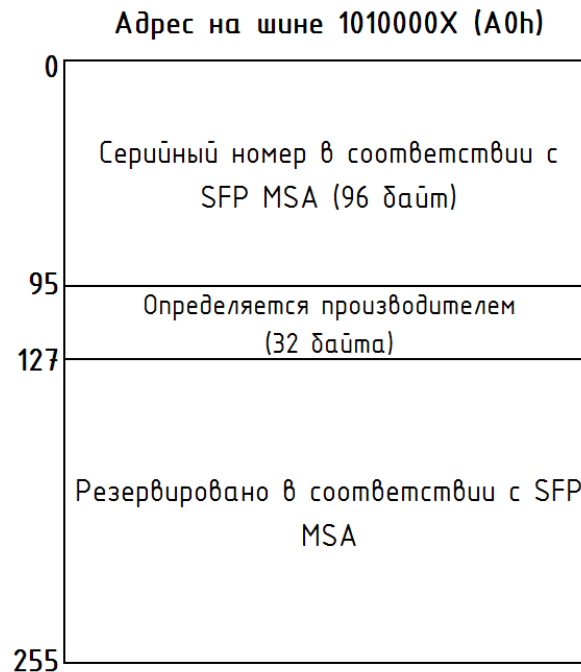 Адрес на шине 1010000X (A0h)
0
Серийный номер в соответствии с
SFP MSA (96 байт)
95
Определяется производителем
(32 байта)
127
Резервировано в соответствии с SFP
MSA
255